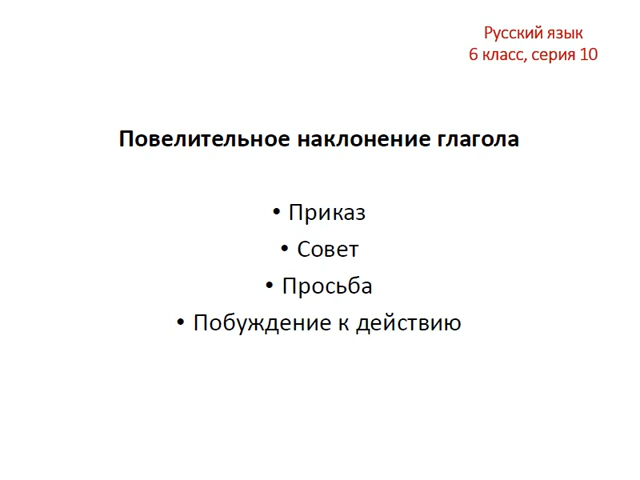 Русский язык
6 класс, серия 10
Повелительное наклонение глагола
• Приказ
• Совет
• Просьба
• Побуждение к действию